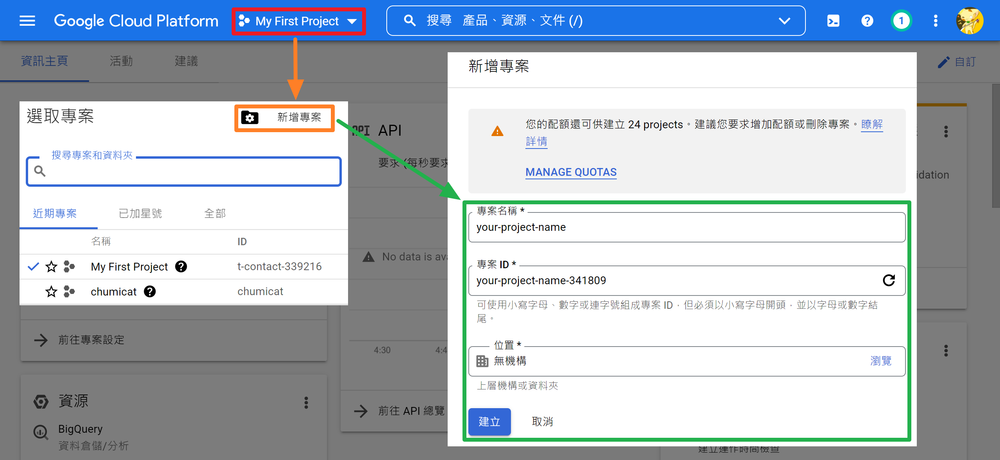 Google Cloud Platform
My First Project
搜尋 產品、資源、文件 (/)
1
資訊主頁
活動
建議
自訂
選取專案
新增專案
搜尋專案和資料夾
近期專案
已加星號
全部
名稱
ID
My First Project
t-contact-339216
chumicat
chumicat
前往專案設定
資源
BigQuery
資料倉儲/分析
API
API
要求 (每秒要求
No data is ava
4:30
4:4
前往 API 總覽
新增專案
您的配額還可供建立 24 projects。建議您要求增加配額或刪除專案。瞭解
詳情
MANAGE QUOTAS
專案名稱 *
your-project-name
專案 ID *
your-project-name-341809
可使用小寫字母、數字或連字號組成專案 ID，但必須以小寫字母開頭，並以字母或數字結
尾。
位置 *
無機構
瀏覽
上層機構或資料夾
建立
取消
idation
建立運作時間檢查